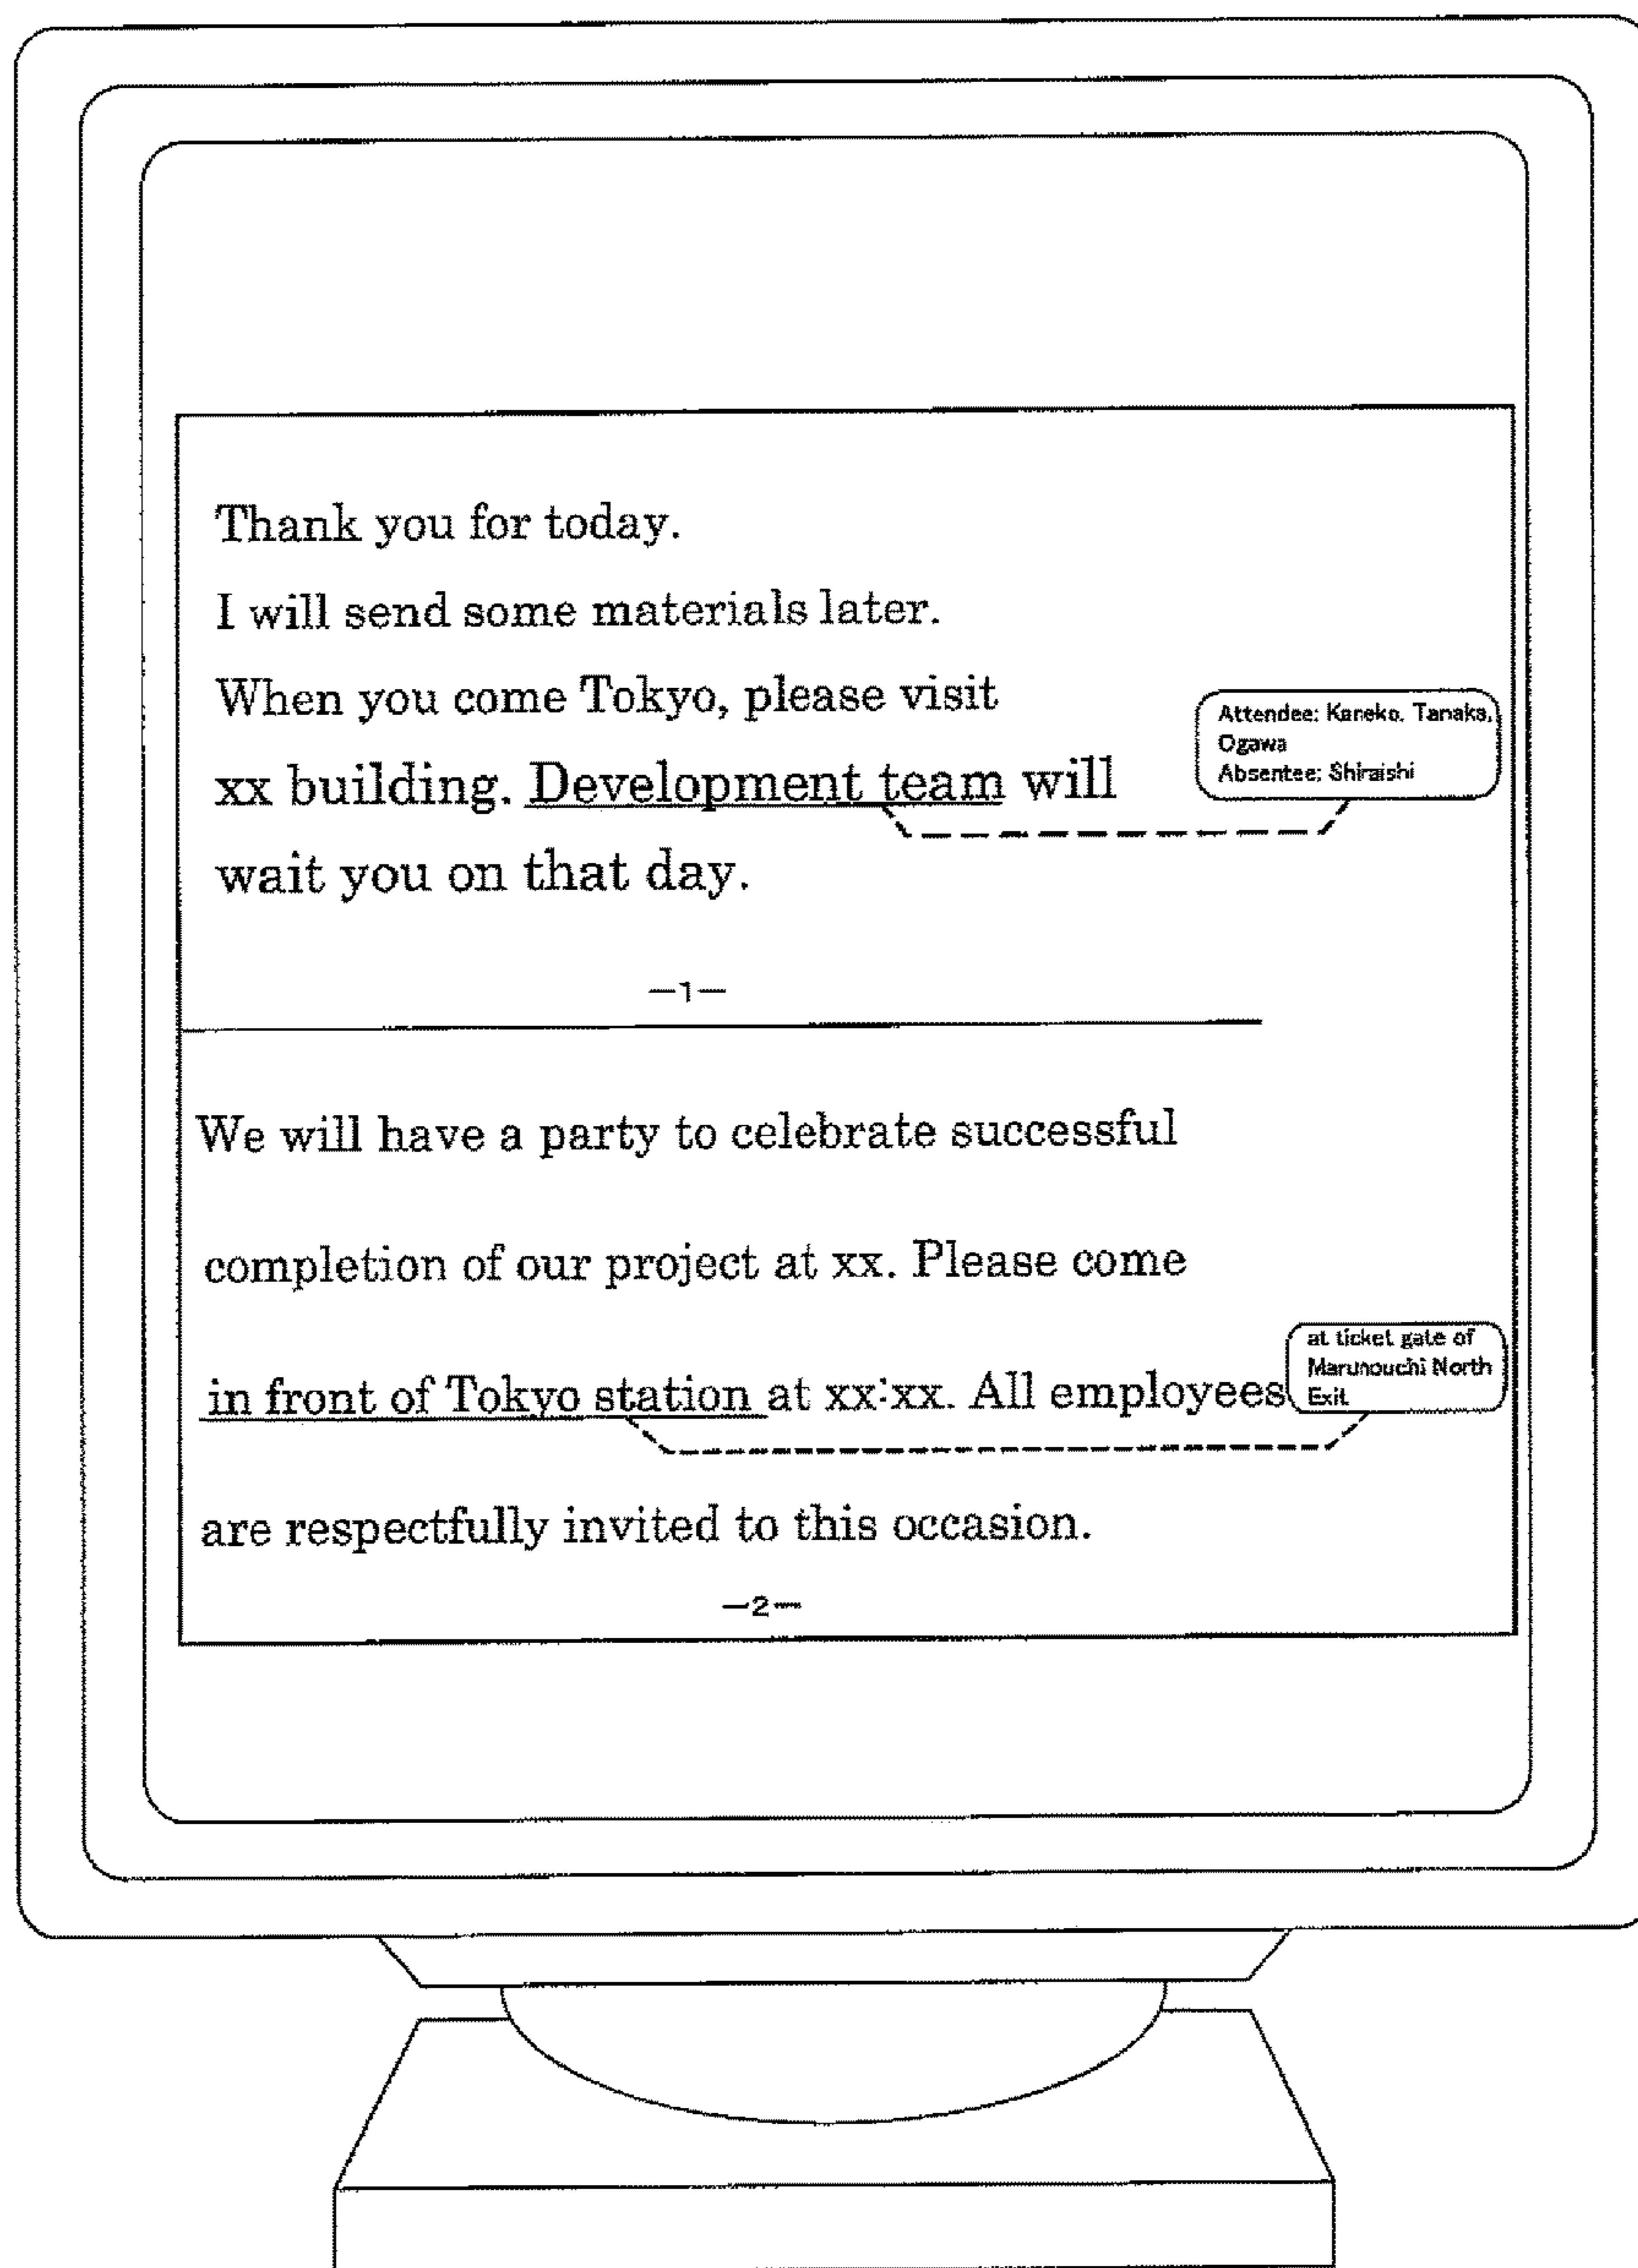 Thank you for today.
I will send some materials later.
When you come Tokyo, please visit
xx building. Development team will
wait you on that day.
Attendee: Kaneko, Tanaka,
Ogawa
Absentee: Shiraishi
—1—
We will have a party to celebrate successful
completion of our project at xx. Please come
in front of Tokyo station at xx:xx. All employees
at ticket gate of
Marunouchi North
Exit
are respectfully invited to this occasion.
—2—